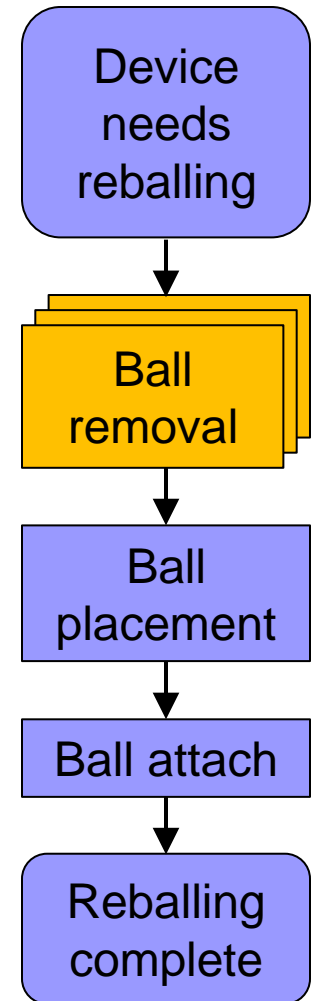 Device
needs
reballing
Ball
removal
Ball
placement
Ball attach
Reballing
complete